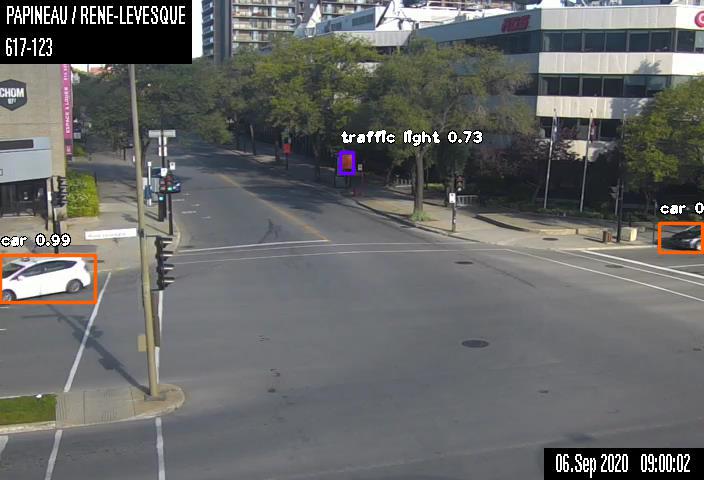 PAPINEAU / RENE-LEVESQUE
617-123
CHOM
traffic light 0.73
car 0
car 0.99
06.Sep 2020 09:00:02